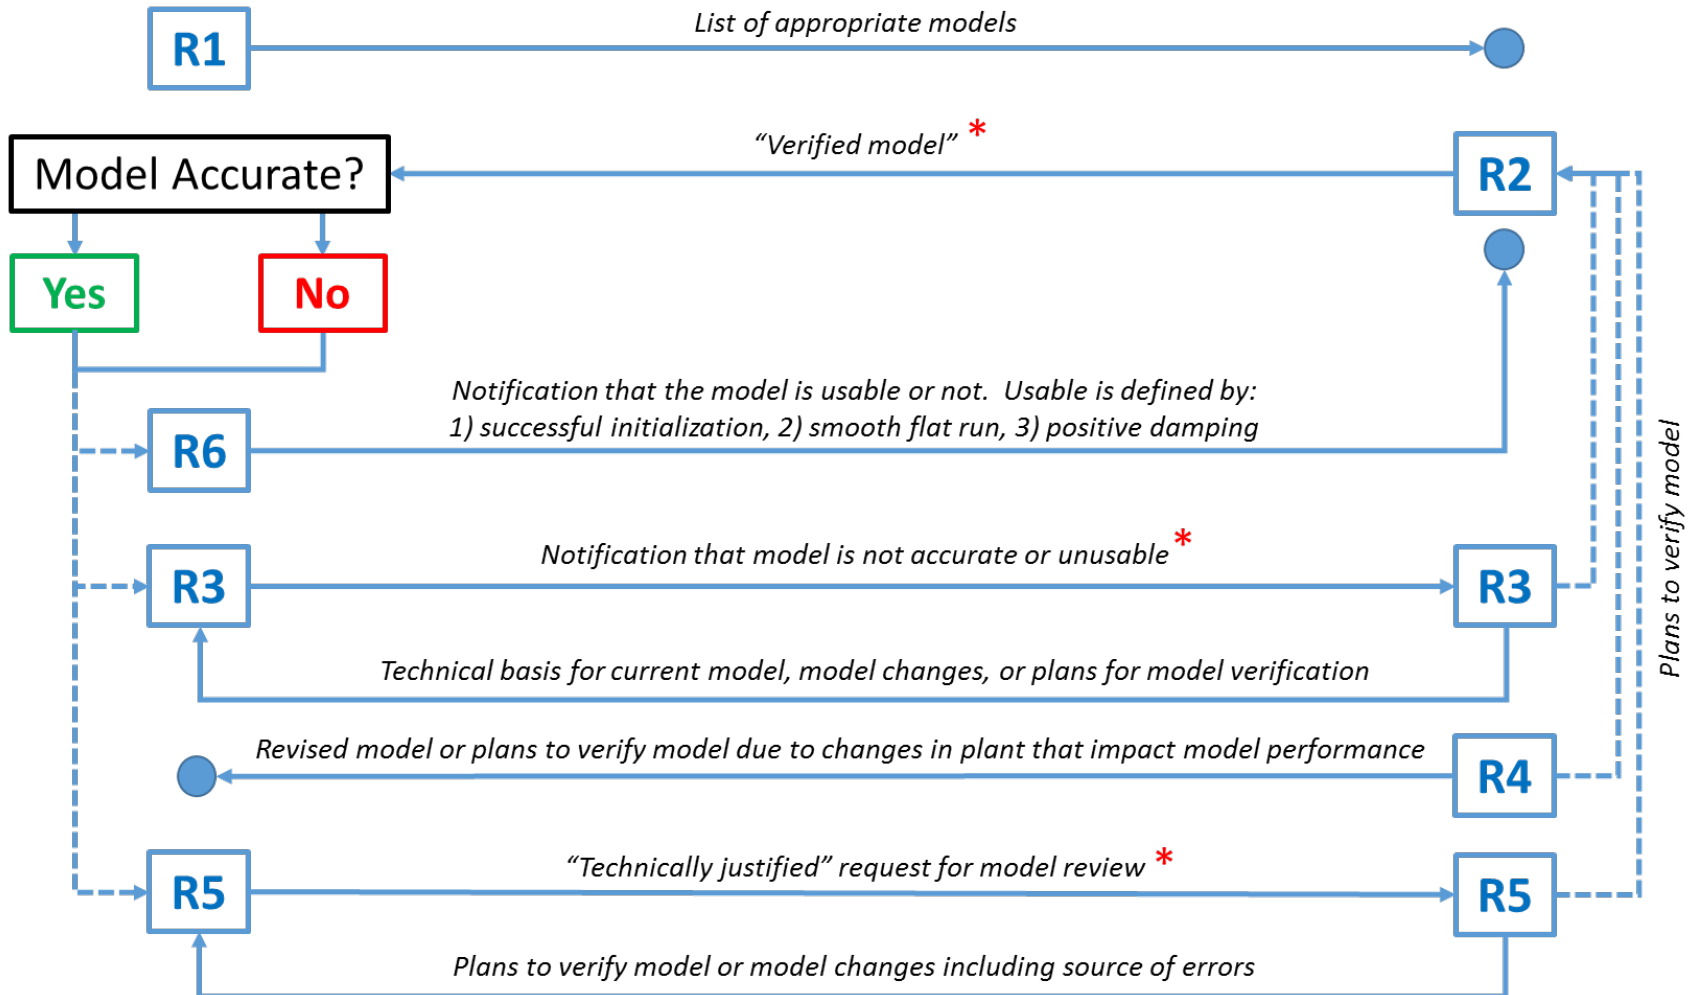 List of appropriate models
R1
“Verified model” *
Model Accurate?
R2
Yes
No
Notification that the model is usable or not.  Usable is defined by:
1) successful initialization, 2) smooth flat run, 3) positive damping
R6
Plans to verify model
Notification that model is not accurate or unusable *
R3
R3
Technical basis for current model, model changes, or plans for model verification
Revised model or plans to verify model due to changes in plant that impact model performance
R4
“Technically justified” request for model review *
R5
R5
Plans to verify model or model changes including source of errors